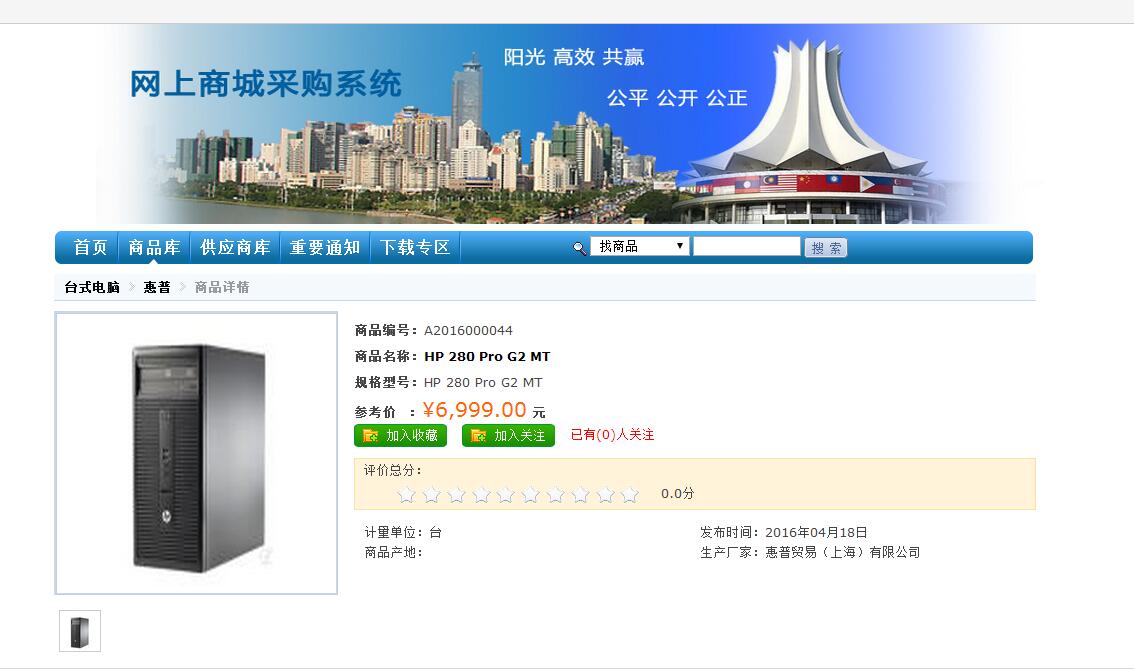 阳光 高效 共赢
网上商城采购系统
公平 公开 公正
首页 商品库 供应商库 重要通知 下载专区 找商品 搜 索
台式电脑 惠普 商品详情
商品编号：A2016000044
商品名称：HP 280 Pro G2 MT
规格型号：HP 280 Pro G2 MT
参考价 ：¥6,999.00 元
加入收藏 加入关注 已有(0)人关注
评价总分：
0.0分
计量单位：台 发布时间：2016年04月18日
商品产地： 生产厂家：惠普贸易（上海）有限公司